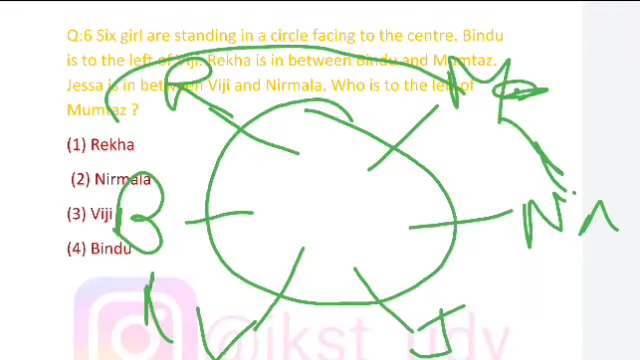 Q:6 Six girl are standing in a circle facing to the centre. Bindu
is to the left of Viji. Rekha is in between Bindu and Mumtaz.
Jessa is in between Viji and Nirmala. Who is to the left of
Mumtaz ?
(1) Rekha
(2) Nirmala
(3) Viji
(4) Bindu
R
M
B
N
V
J